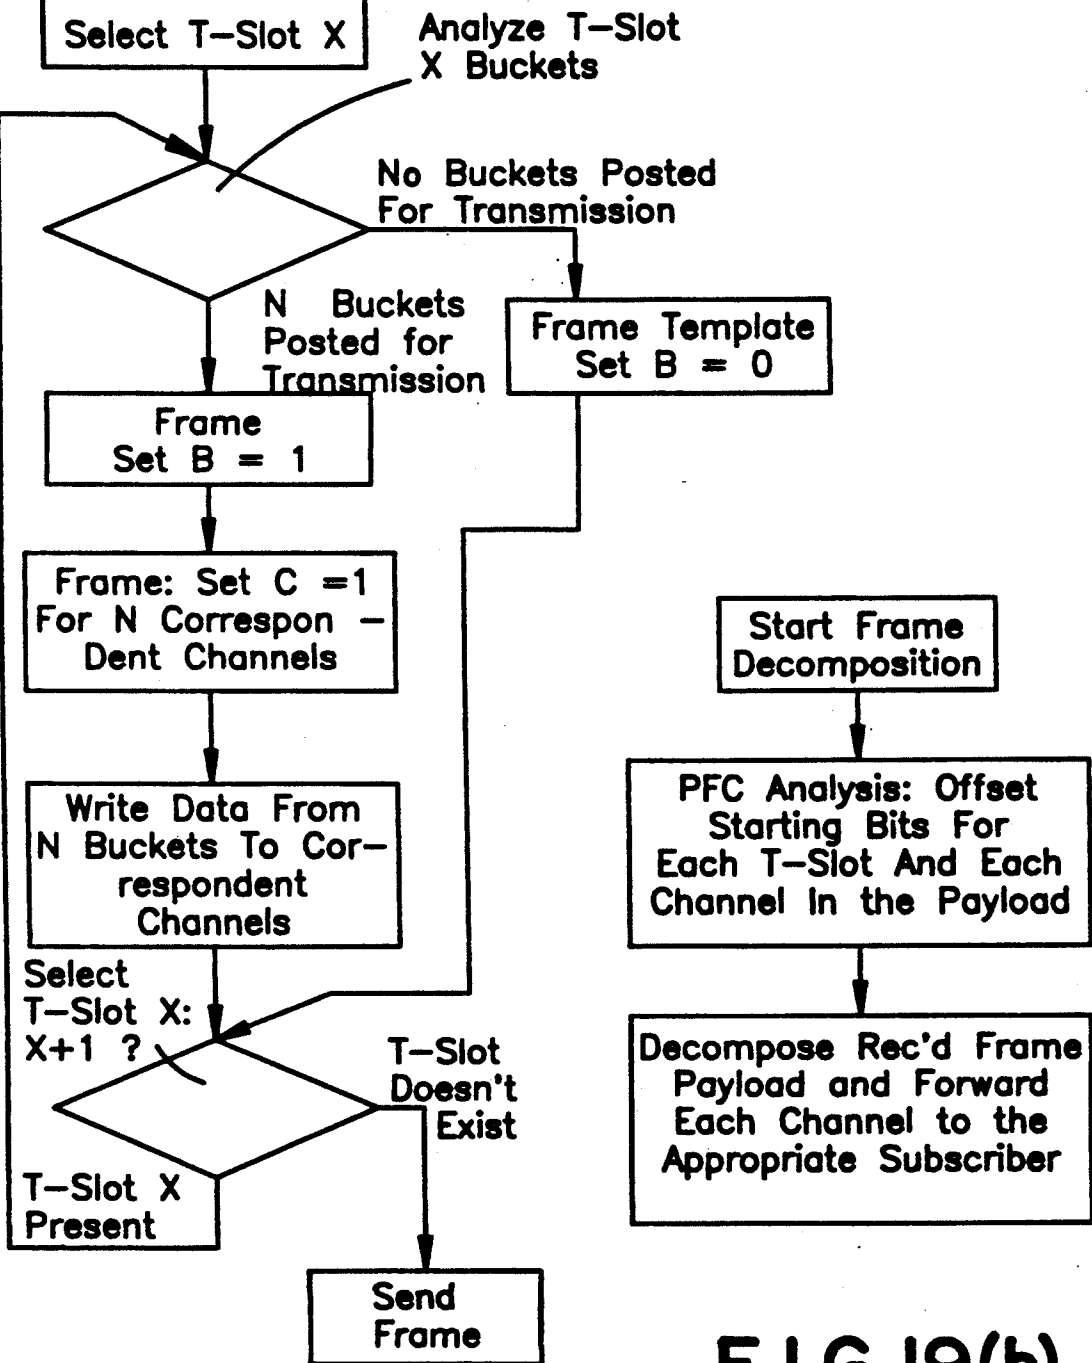 Select T-Slot X
Analyze T-Slot
X Buckets
No Buckets Posted
For Transmission
N Buckets
Posted for
Transmission
Frame Template
Set B = 0
Frame
Set B = 1
Frame: Set C =1
For N Correspon -
Dent Channels
Write Data From
N Buckets To Cor-
respondent
Channels
Select
T-Slot X:
X+1 ?
T-Slot
Doesn't
Exist
T-Slot X
Present
Send
Frame
Start Frame
Decomposition
PFC Analysis: Offset
Starting Bits For
Each T-Slot And Each
Channel In the Payload
Decompose Rec'd Frame
Payload and Forward
Each Channel to the
Appropriate Subscriber
FIG.19(b)